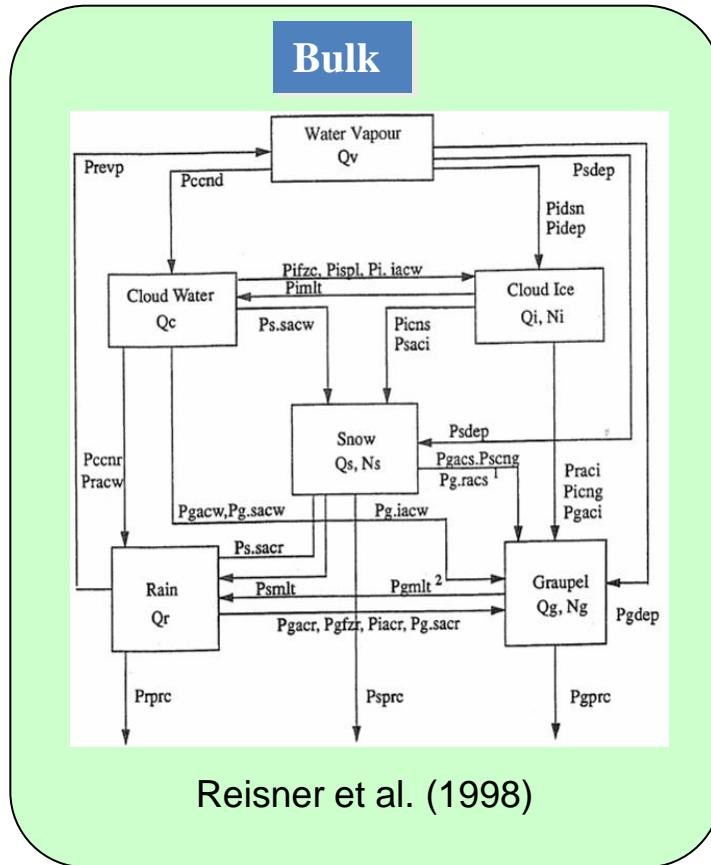 Bulk
Water Vapour
Qv
Prevp
Pccnd
Psdep
Pidsn
Pidep
Cloud Water
Qc
Pifzc, Pispl, Pi. iacw
Pimlt
Cloud Ice
Qi, Ni
Ps.sacw
Picns
Psaci
Snow
Qs, Ns
Psdep
Pgacs.Pscng
Pg.racs 1
Pccnr
Pracw
Praci
Picng
Pgaci
Pgacw,Pg.sacw
Pg.iacw
Ps.sacr
Rain
Qr
Psmlt
Pgmlt 2
Graupel
Qg, Ng
Pgdep
Pgacr, Pgfzr, Piacr, Pg.sacr
Prprc
Psprc
Pgprc
Reisner et al. (1998)